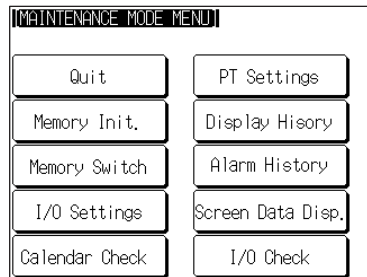 [MAINTENANCE MODE MENU]
Quit
PT Settings
Memory Init.
Display Hisory
Memory Switch
Alarm History
I/O Settings
Screen Data Disp.
Calendar Check
I/O Check